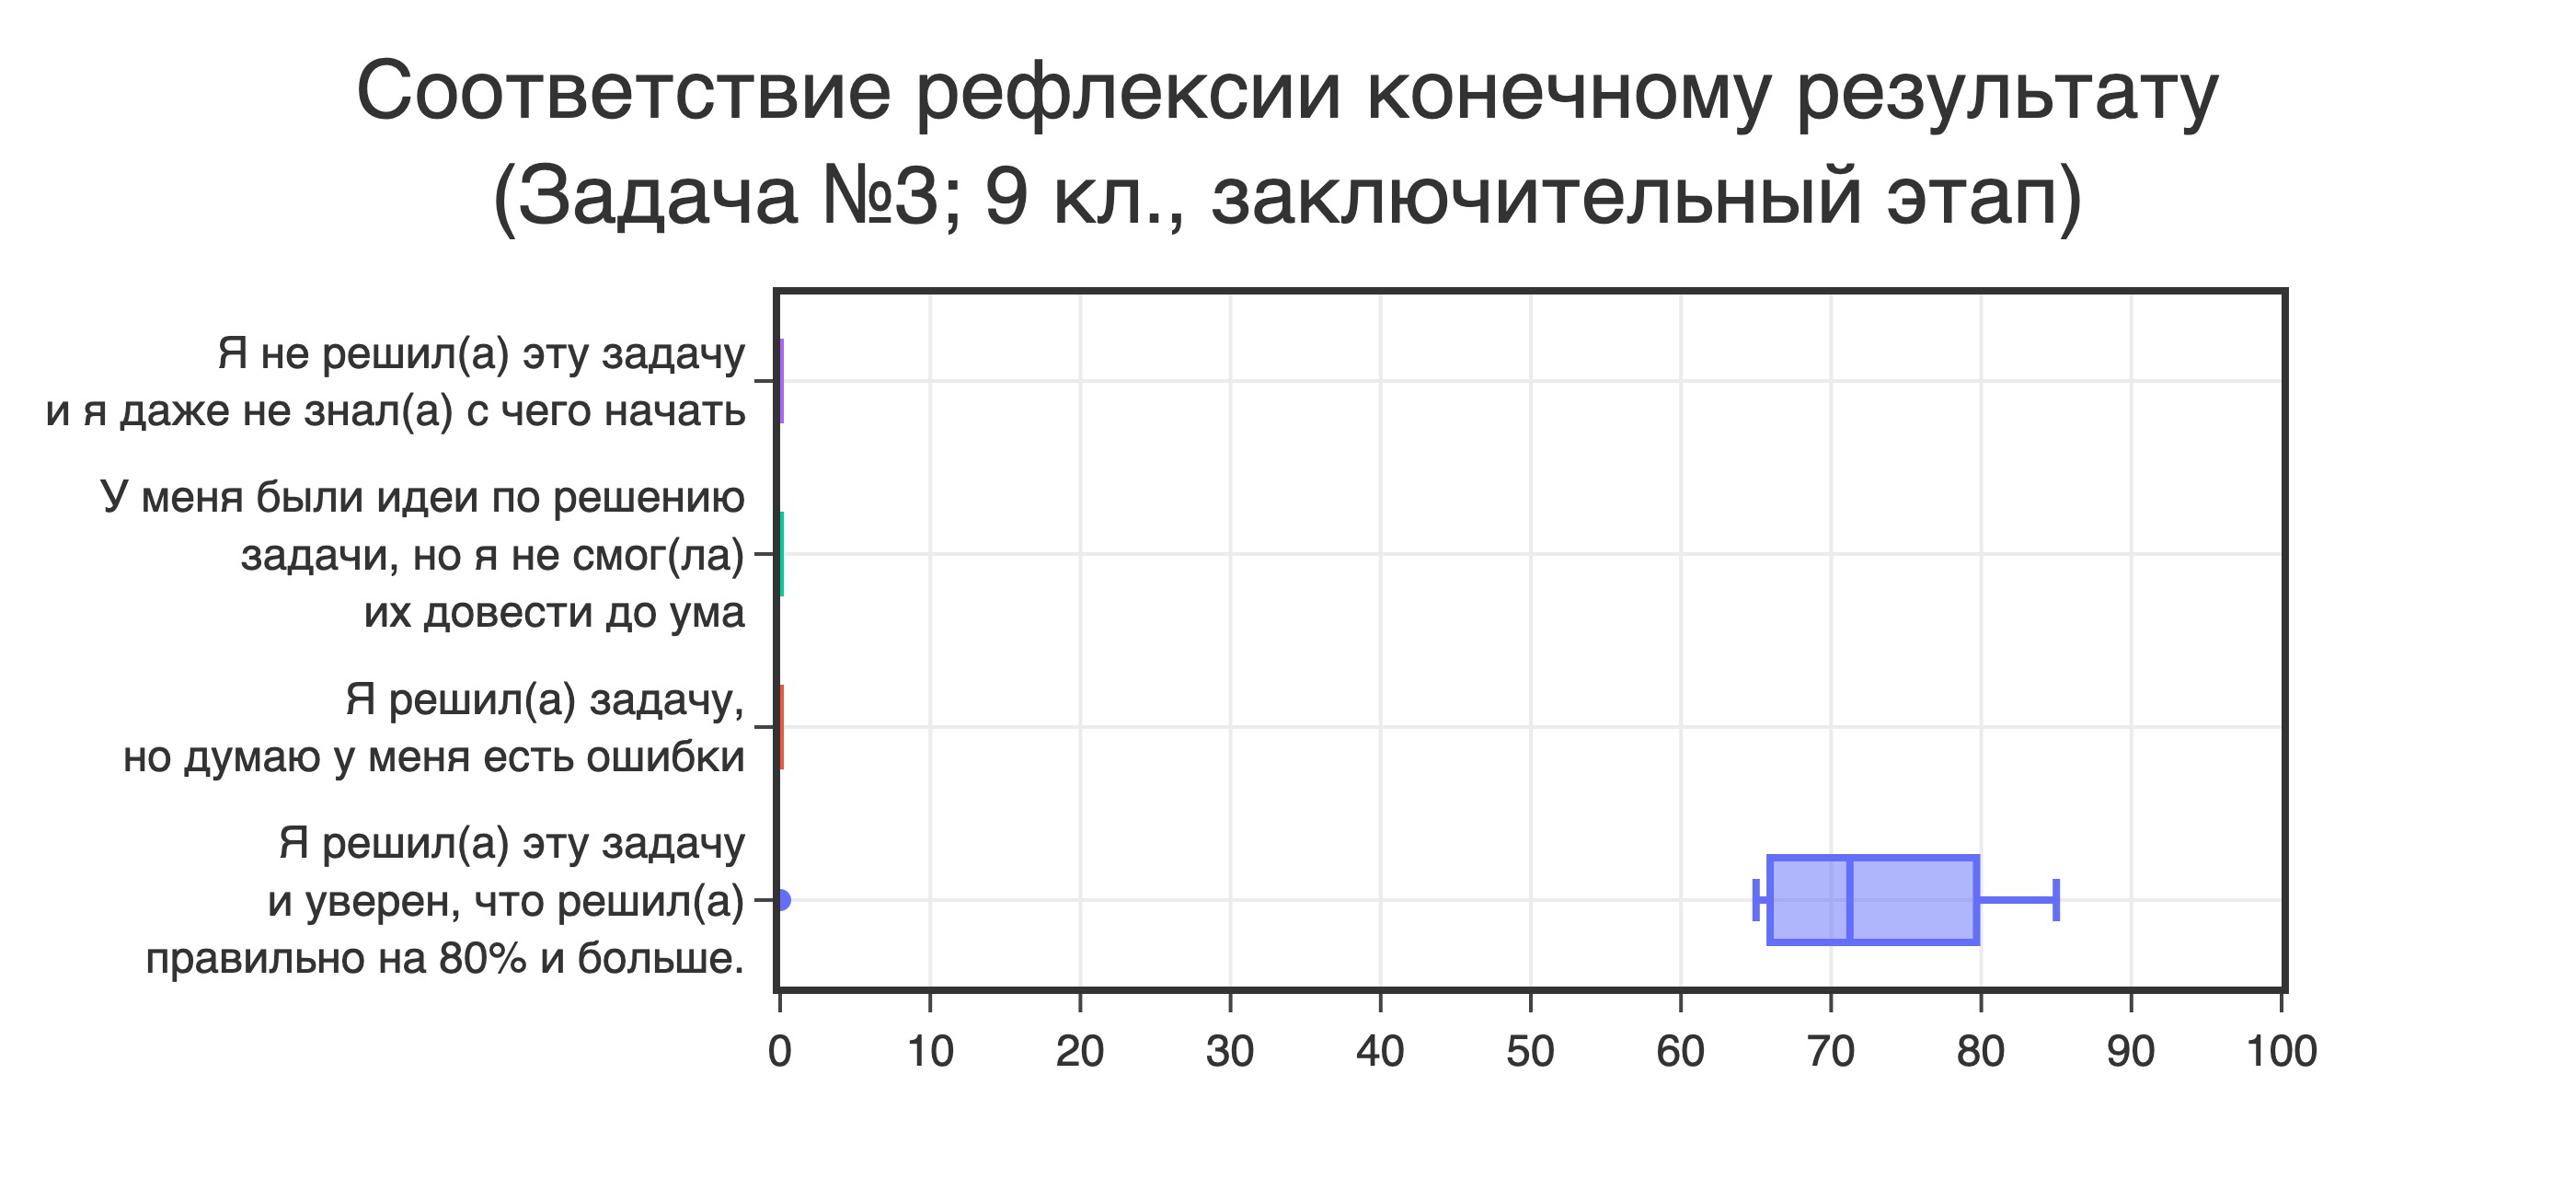 Соответствие рефлексии конечному результату
(Задача №3; 9 кл., заключительный этап)
Я не решил(а) эту задачу
и я даже не знал(а) с чего начать
У меня были идеи по решению
задачи, но я не смог(ла)
их довести до ума
Я решил(а) задачу,
но думаю у меня есть ошибки
Я решил(а) эту задачу
и уверен, что решил(а)
правильно на 80% и больше.
0 10 20 30 40 50 60 70 80 90 100